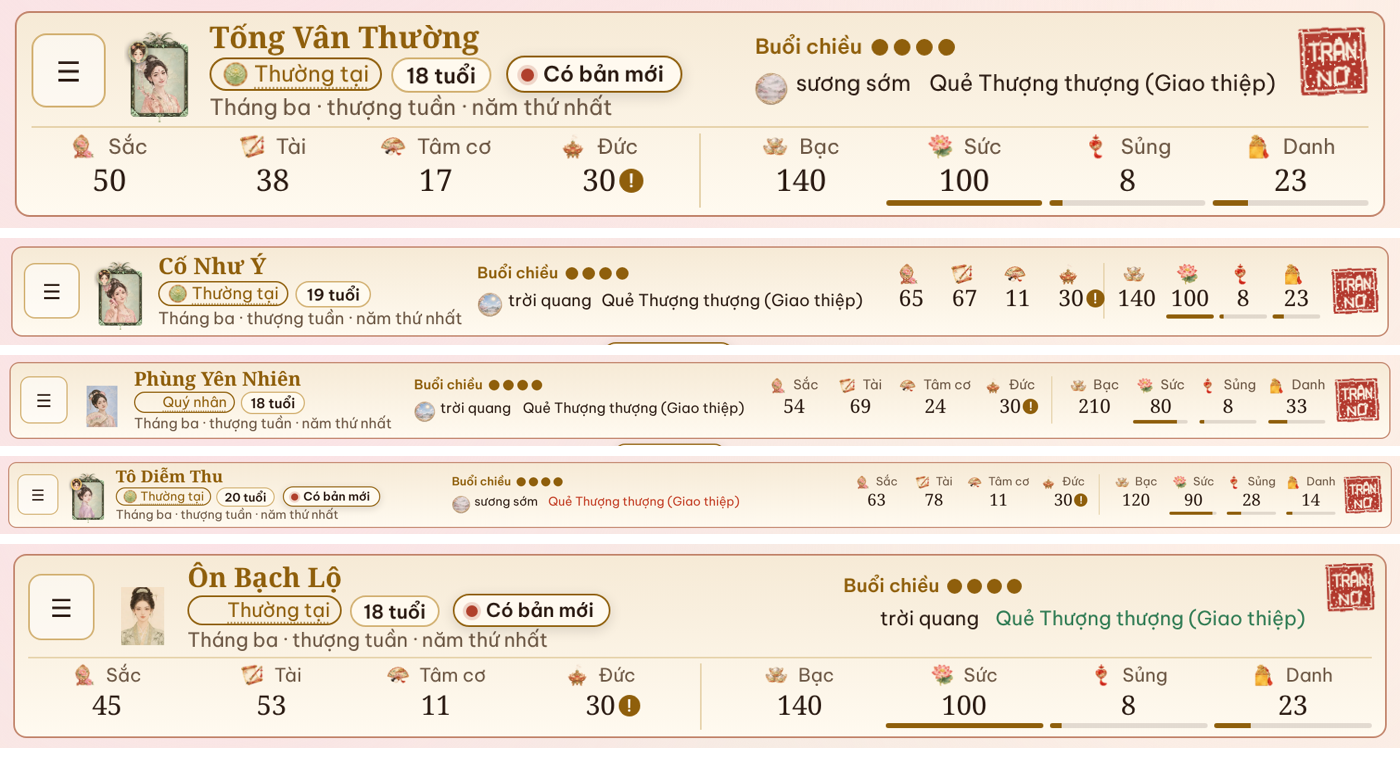 Tống Vân Thường
Thường tại 18 tuổi Có bản mới
Tháng ba · thượng tuần · năm thứ nhất
Buổi chiều
sương sớm Quẻ Thượng thượng (Giao thiệp)
TRÂN NO
Sắc Tài Tâm cơ Đức Bạc Sức Sủng Danh
50 38 17 30 ! 140 100 8 23
Cố Như Ý
Thường tại 19 tuổi
Tháng ba · thượng tuần · năm thứ nhất
Buổi chiều
trời quang Quẻ Thượng thượng (Giao thiệp)
65 67 11 30 ! 140 100 8 23
TRÂN NO
Phùng Yên Nhiên
Quý nhân 18 tuổi
Tháng ba · thượng tuần · năm thứ nhất
Buổi chiều
trời quang Quẻ Thượng thượng (Giao thiệp)
Sắc Tài Tâm cơ Đức Bạc Sức Sủng Danh
54 69 24 30 ! 210 80 8 33
TRÂN NO
Tô Diễm Thu
Thường tại 20 tuổi Có bản mới
Tháng ba · thượng tuần · năm thứ nhất
Buổi chiều
sương sớm Quẻ Thượng thượng (Giao thiệp)
Sắc Tài Tâm cơ Đức Bạc Sức Sủng Danh
63 78 11 30 ! 120 90 28 14
TRÂN NO
Ôn Bạch Lộ
Thường tại 18 tuổi Có bản mới
Tháng ba · thượng tuần · năm thứ nhất
Buổi chiều
trời quang Quẻ Thượng thượng (Giao thiệp)
TRÂN NO
Sắc Tài Tâm cơ Đức Bạc Sức Sủng Danh
45 53 11 30 ! 140 100 8 23